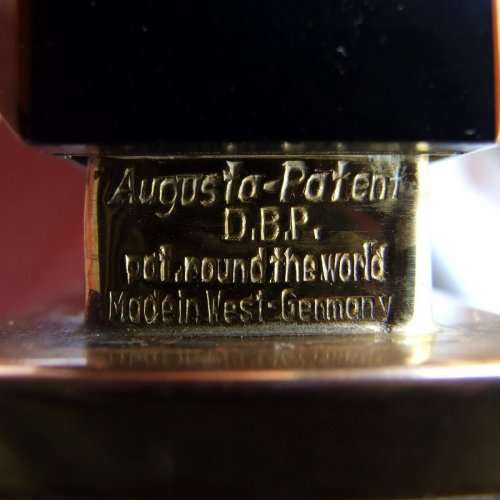 Augusta-Patent
D.B.P.
pat. round the world
Made in West-Germany